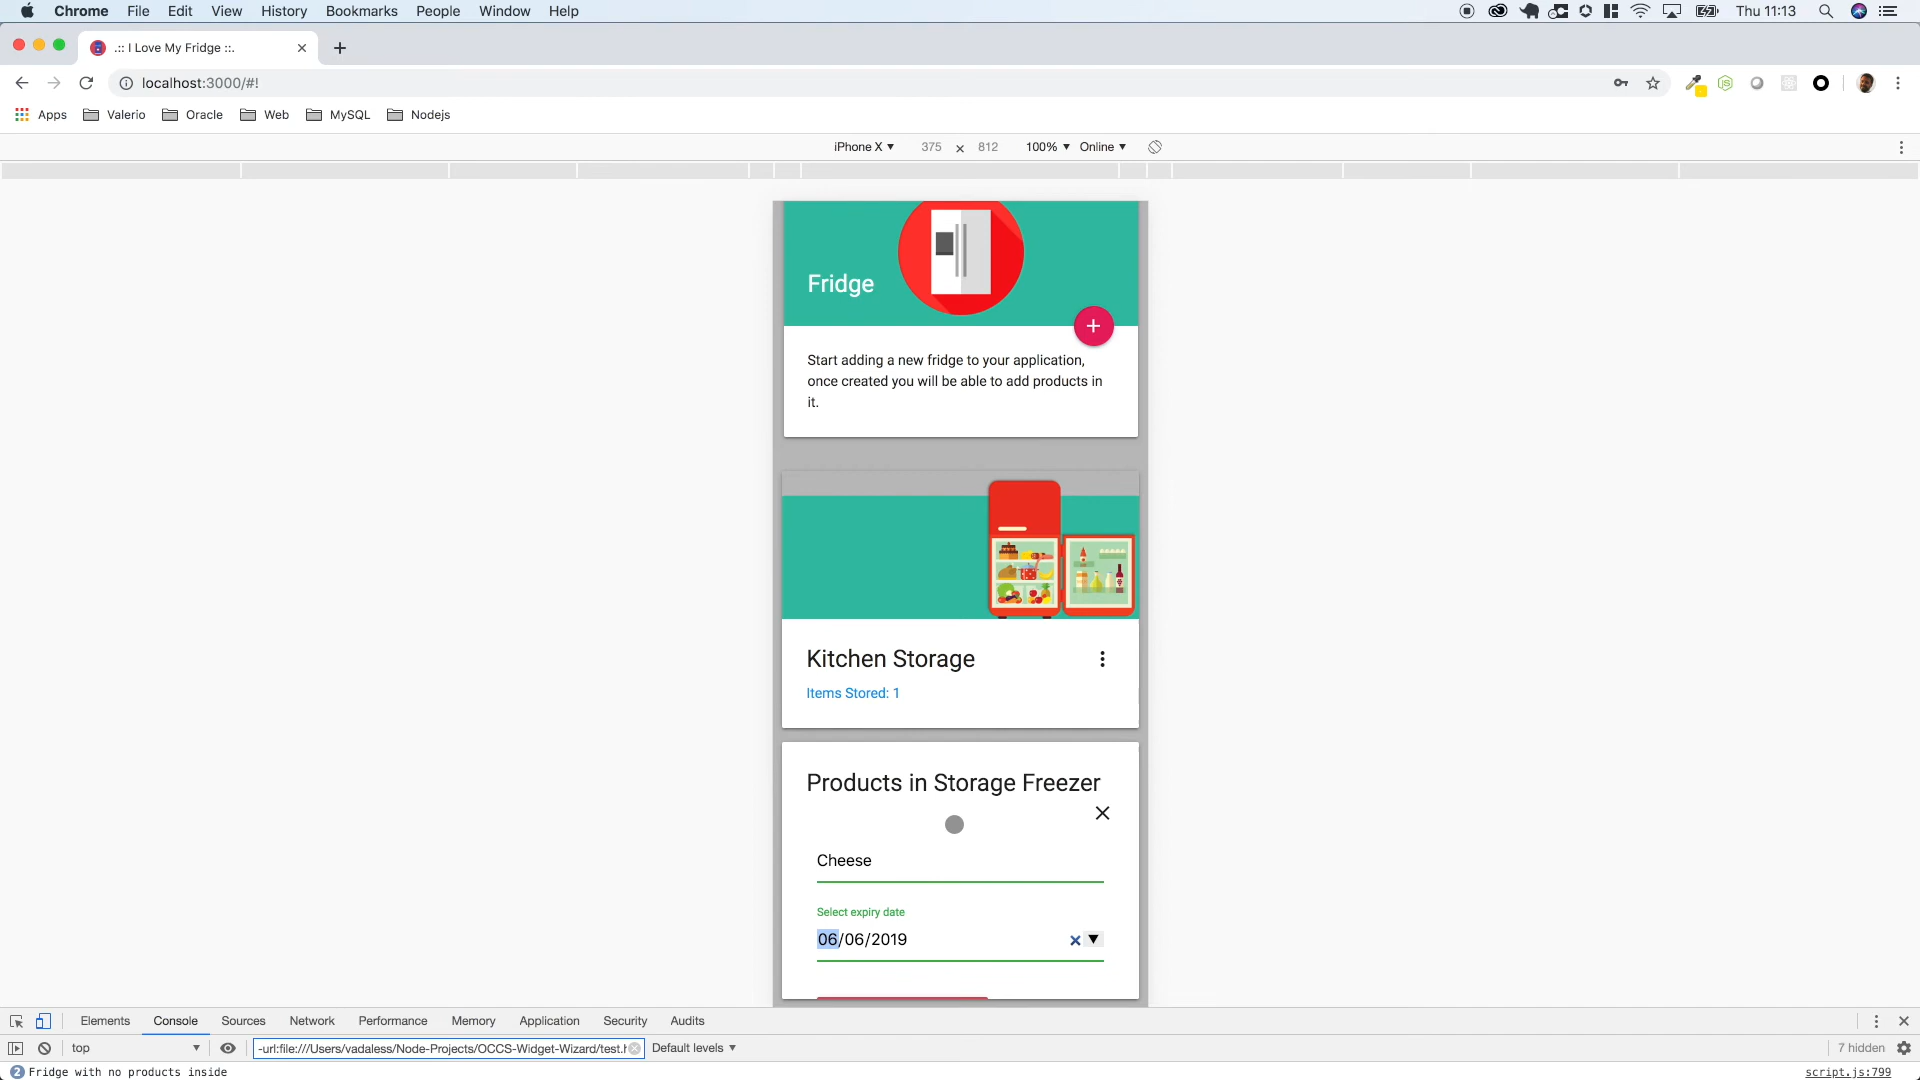 Chrome File Edit View History Bookmarks People Window Help Thu 11:13
.:: I Love My Fridge ::.
localhost:3000/#!
Apps Valerio Oracle Web MySQL Nodejs
iPhone X ▼ 375 x 812 100% ▼ Online ▼
Fridge
Start adding a new fridge to your application,
once created you will be able to add products in
it.
Kitchen Storage
Items Stored: 1
Products in Storage Freezer
Cheese
Select expiry date
06/06/2019
Elements Console Sources Network Performance Memory Application Security Audits
top -url:file:///Users/vadaless/Node-Projects/OCCS-Widget-Wizard/test.h Default levels ▼ 7 hidden
2 Fridge with no products inside script.js:799